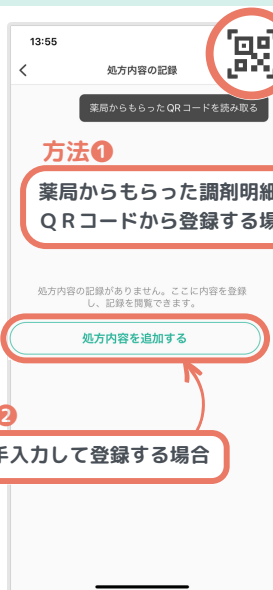 13:55
処方内容の記録
薬局からもらったQRコードを読み取る
方法❶
薬局からもらった調剤明細
QRコードから登録する場
処方内容の記録がありません。ここに内容を登録
し、記録を閲覧できます。
処方内容を追加する
❷
手入力して登録する場合